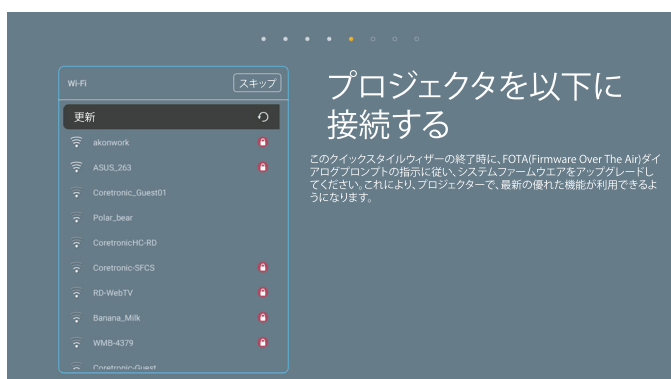 Wi-Fi
スキップ
更新
akonwork
ASUS_263
Coretronic_Guest01
Polar_bear
CoretronicHC-RD
Coretronic-SFCS
RD-WebTV
Banana_Milk
WMB-4379
Coretronic-Guest
プロジェクタを以下に
接続する
このクイックスタイルウィザーの終了時に、FOTA(Firmware Over The Air)ダイ
アログプロンプトの指示に従い、システムファームウエアをアップグレードし
てください。これにより、プロジェクターで、最新の優れた機能が利用できるよ
うになります。